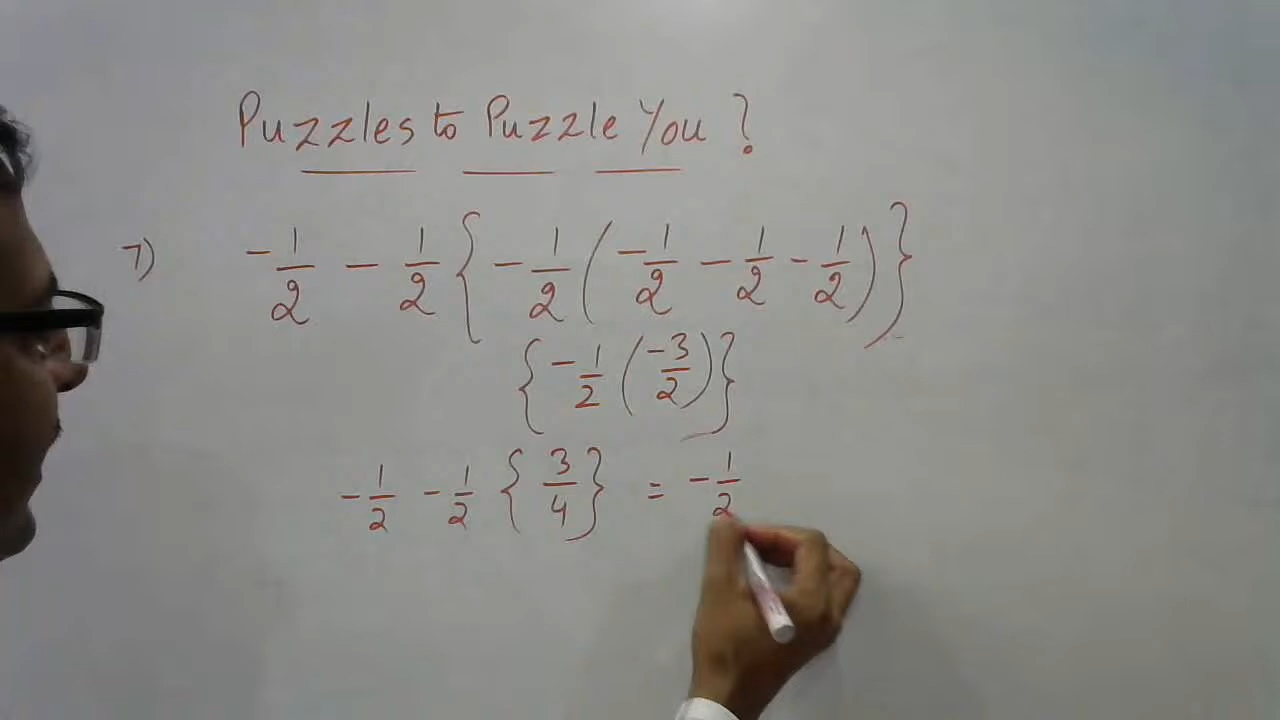 Puzzles to Puzzle You ?
7) -1/2 - 1/2 { -1/2 ( -1/2 - 1/2 - 1/2 ) }
{ -1/2 ( -3/2 ) }
-1/2 -1/2 { 3/4 } = -1/2